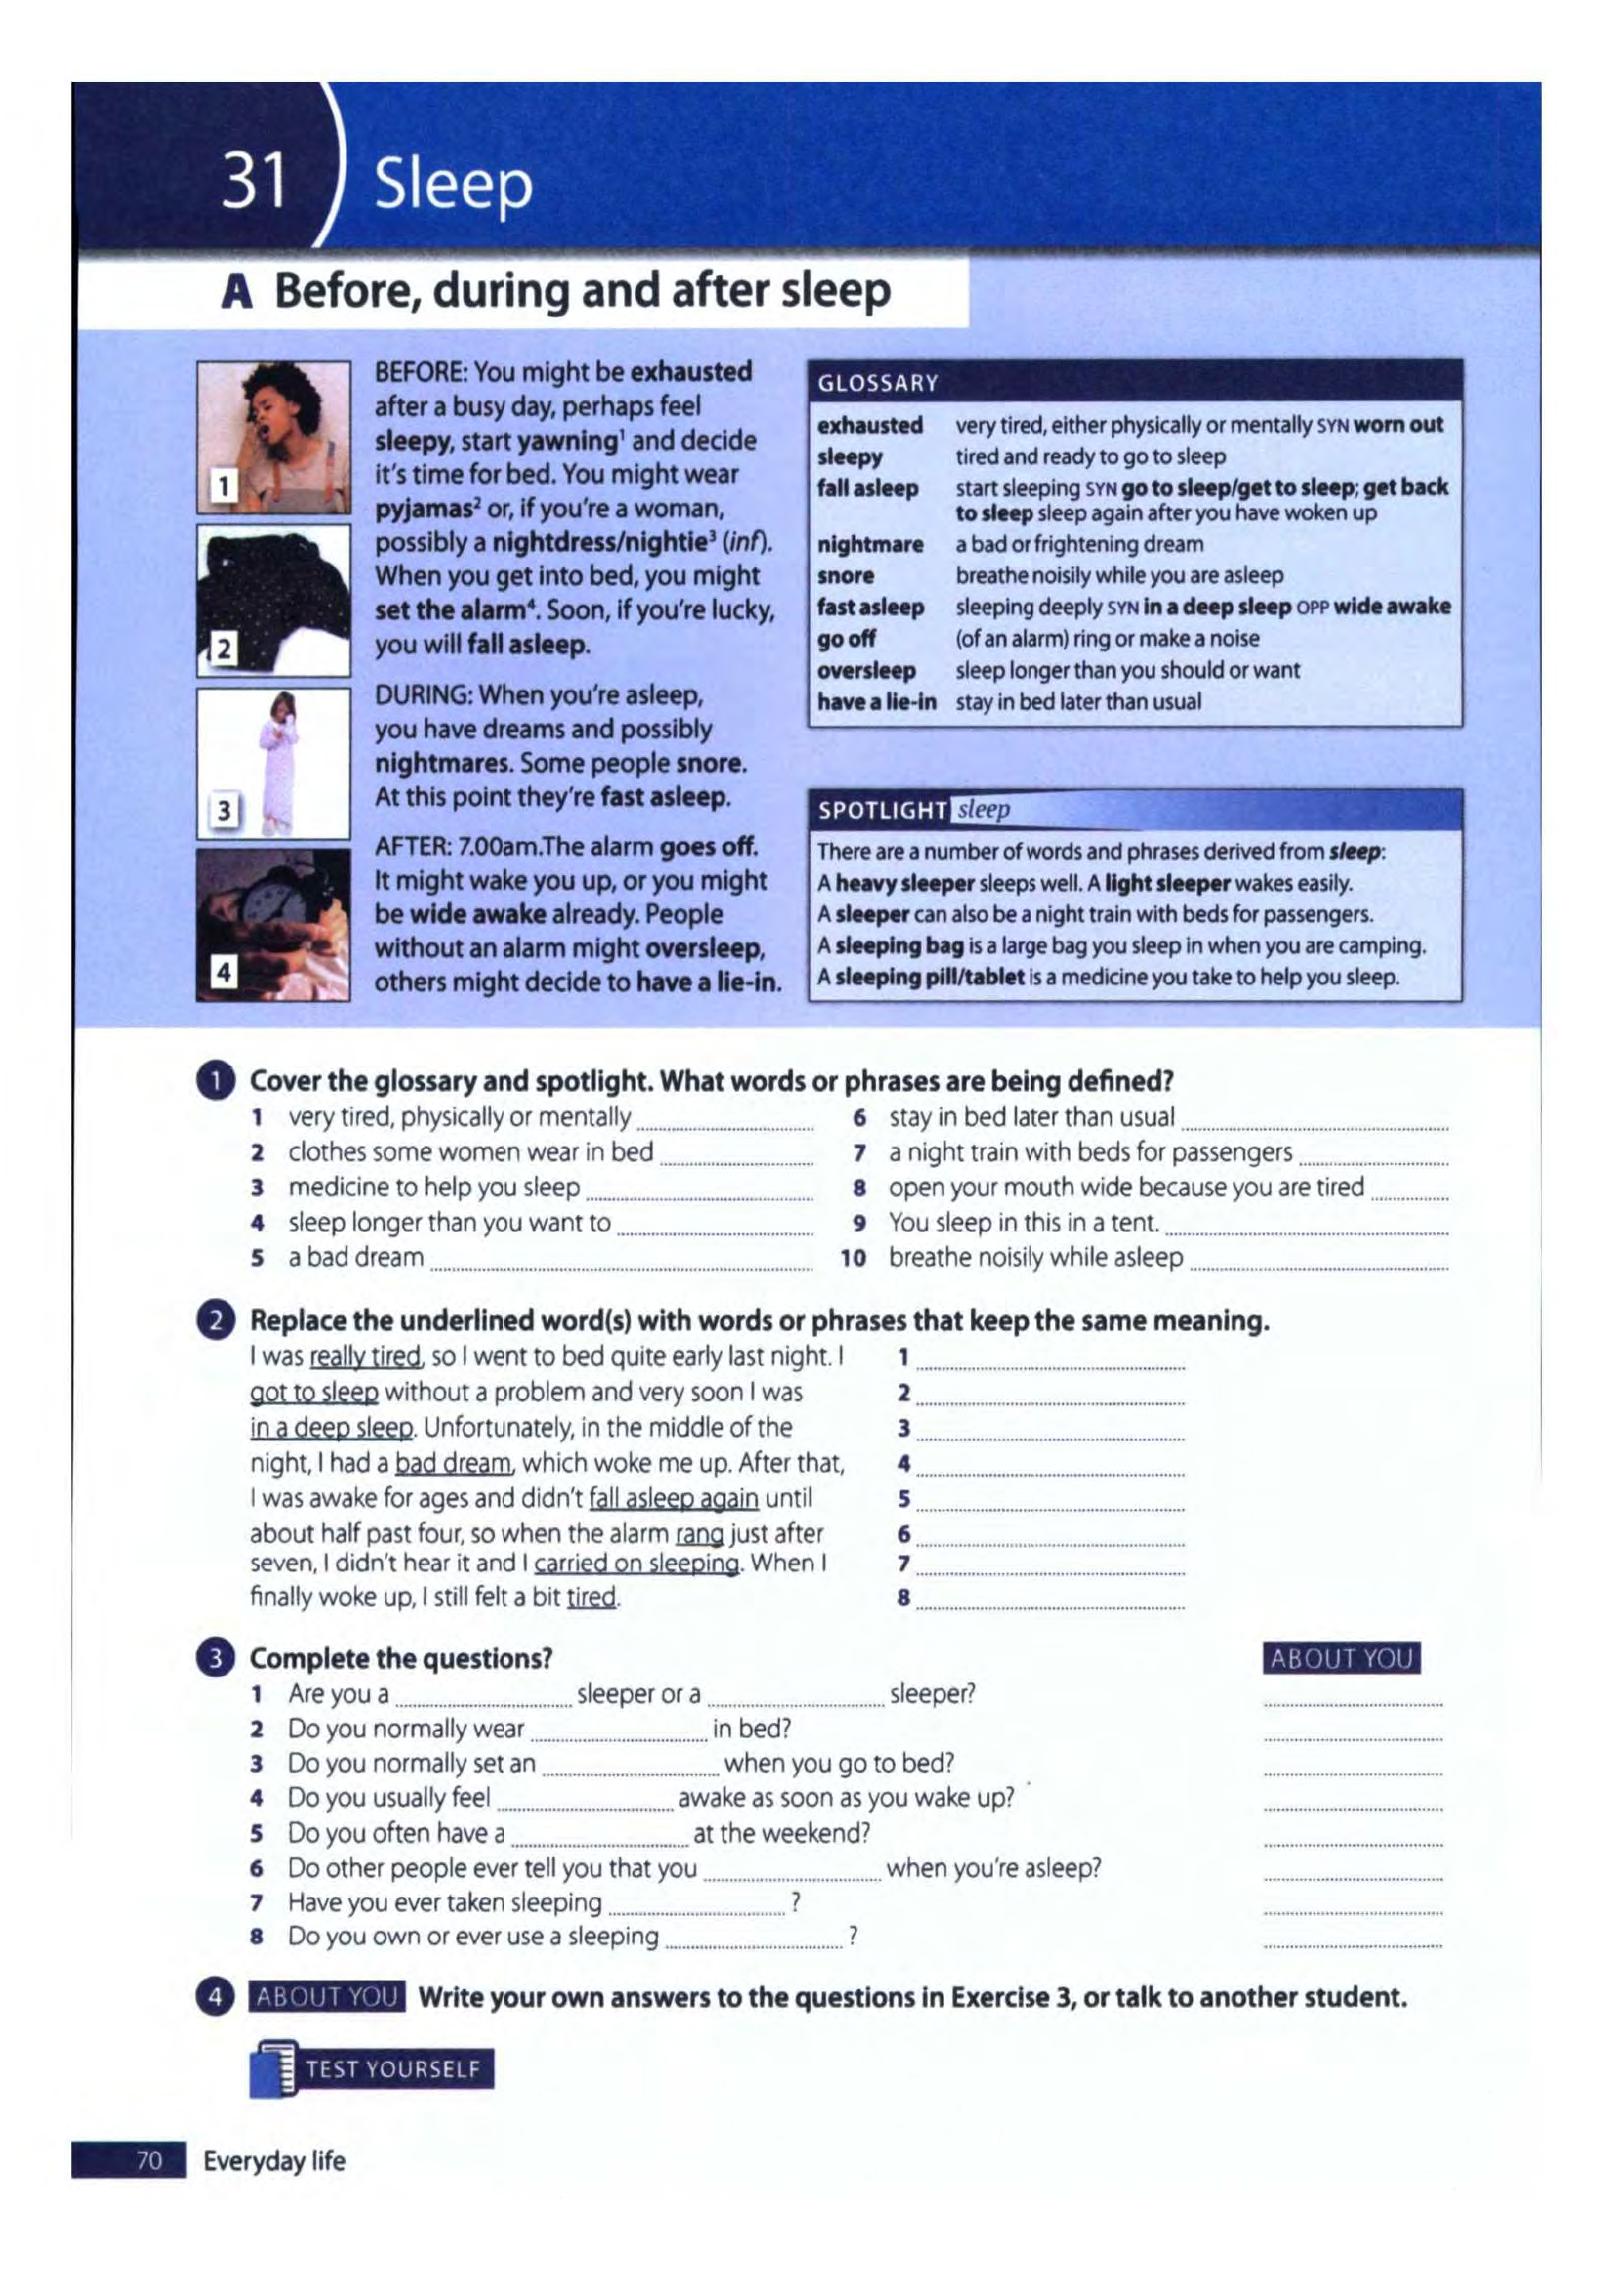 31
Sleep
A Before, during and after sleep
1
2
3
4
BEFORE: You might be exhausted
after a busy day, perhaps feel
sleepy, start yawning¹ and decide
it's time for bed. You might wear
pyjamas² or, if you're a woman,
possibly a nightdress/nightie³ (inf).
When you get into bed, you might
set the alarm⁴. Soon, if you're lucky,
you will fall asleep.
DURING: When you're asleep,
you have dreams and possibly
nightmares. Some people snore.
At this point they're fast asleep.
AFTER: 7.00am.The alarm goes off.
It might wake you up, or you might
be wide awake already. People
without an alarm might oversleep,
others might decide to have a lie-in.
GLOSSARY
exhausted very tired, either physically or mentally SYN worn out
sleepy tired and ready to go to sleep
fall asleep start sleeping SYN go to sleep/get to sleep; get back
to sleep sleep again after you have woken up
nightmare a bad or frightening dream
snore breathe noisily while you are asleep
fast asleep sleeping deeply SYN in a deep sleep OPP wide awake
go off (of an alarm) ring or make a noise
oversleep sleep longer than you should or want
have a lie-in stay in bed later than usual
SPOTLIGHT sleep
There are a number of words and phrases derived from sleep:
A heavy sleeper sleeps well. A light sleeper wakes easily.
A sleeper can also be a night train with beds for passengers.
A sleeping bag is a large bag you sleep in when you are camping.
A sleeping pill/tablet is a medicine you take to help you sleep.
1 Cover the glossary and spotlight. What words or phrases are being defined?
1 very tired, physically or mentally
2 clothes some women wear in bed
3 medicine to help you sleep
4 sleep longer than you want to
5 a bad dream
6 stay in bed later than usual
7 a night train with beds for passengers
8 open your mouth wide because you are tired
9 You sleep in this in a tent.
10 breathe noisily while asleep
2 Replace the underlined word(s) with words or phrases that keep the same meaning.
I was really tired, so I went to bed quite early last night. I
got to sleep without a problem and very soon I was
in a deep sleep. Unfortunately, in the middle of the
night, I had a bad dream, which woke me up. After that,
I was awake for ages and didn't fall asleep again until
about half past four, so when the alarm rang just after
seven, I didn't hear it and I carried on sleeping. When I
finally woke up, I still felt a bit tired.
1
2
3
4
5
6
7
8
3 Complete the questions?
ABOUT YOU
1 Are you a sleeper or a sleeper?
2 Do you normally wear in bed?
3 Do you normally set an when you go to bed?
4 Do you usually feel awake as soon as you wake up?
5 Do you often have a at the weekend?
6 Do other people ever tell you that you when you're asleep?
7 Have you ever taken sleeping ?
8 Do you own or ever use a sleeping ?
4 ABOUT YOU Write your own answers to the questions in Exercise 3, or talk to another student.
TEST YOURSELF
70 Everyday life